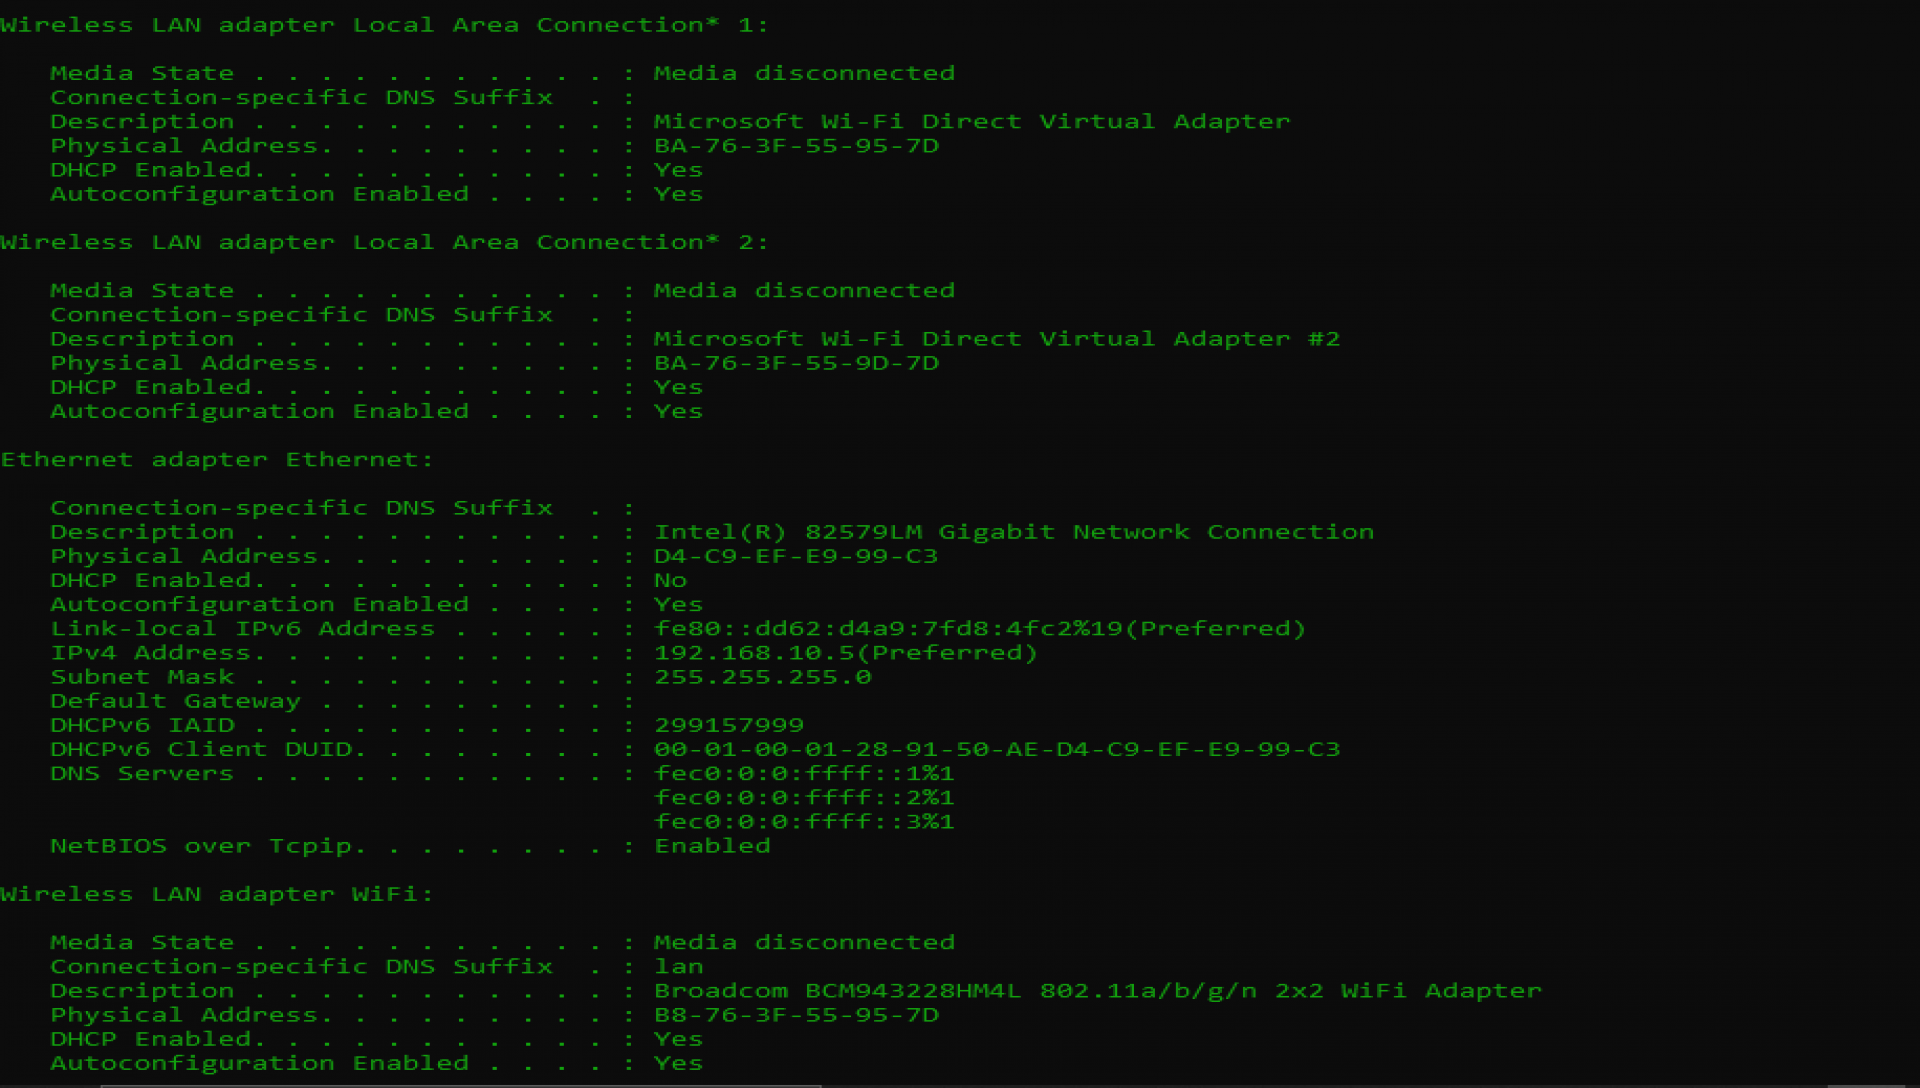 Wireless LAN adapter Local Area Connection* 1:
   Media State . . . . . . . . . . . : Media disconnected
   Connection-specific DNS Suffix  . :
   Description . . . . . . . . . . . : Microsoft Wi-Fi Direct Virtual Adapter
   Physical Address. . . . . . . . . : BA-76-3F-55-95-7D
   DHCP Enabled. . . . . . . . . . . : Yes
   Autoconfiguration Enabled . . . . : Yes
Wireless LAN adapter Local Area Connection* 2:
   Media State . . . . . . . . . . . : Media disconnected
   Connection-specific DNS Suffix  . :
   Description . . . . . . . . . . . : Microsoft Wi-Fi Direct Virtual Adapter #2
   Physical Address. . . . . . . . . : BA-76-3F-55-9D-7D
   DHCP Enabled. . . . . . . . . . . : Yes
   Autoconfiguration Enabled . . . . : Yes
Ethernet adapter Ethernet:
   Connection-specific DNS Suffix  . :
   Description . . . . . . . . . . . : Intel(R) 82579LM Gigabit Network Connection
   Physical Address. . . . . . . . . : D4-C9-EF-E9-99-C3
   DHCP Enabled. . . . . . . . . . . : No
   Autoconfiguration Enabled . . . . : Yes
   Link-local IPv6 Address . . . . . : fe80::dd62:d4a9:7fd8:4fc2%19(Preferred)
   IPv4 Address. . . . . . . . . . . : 192.168.10.5(Preferred)
   Subnet Mask . . . . . . . . . . . : 255.255.255.0
   Default Gateway . . . . . . . . . :
   DHCPv6 IAID . . . . . . . . . . . : 299157999
   DHCPv6 Client DUID. . . . . . . . : 00-01-00-01-28-91-50-AE-D4-C9-EF-E9-99-C3
   DNS Servers . . . . . . . . . . . : fec0:0:0:ffff::1%1
                                       fec0:0:0:ffff::2%1
                                       fec0:0:0:ffff::3%1
   NetBIOS over Tcpip. . . . . . . . : Enabled
Wireless LAN adapter WiFi:
   Media State . . . . . . . . . . . : Media disconnected
   Connection-specific DNS Suffix  . : lan
   Description . . . . . . . . . . . : Broadcom BCM943228HM4L 802.11a/b/g/n 2x2 WiFi Adapter
   Physical Address. . . . . . . . . : B8-76-3F-55-95-7D
   DHCP Enabled. . . . . . . . . . . : Yes
   Autoconfiguration Enabled . . . . : Yes